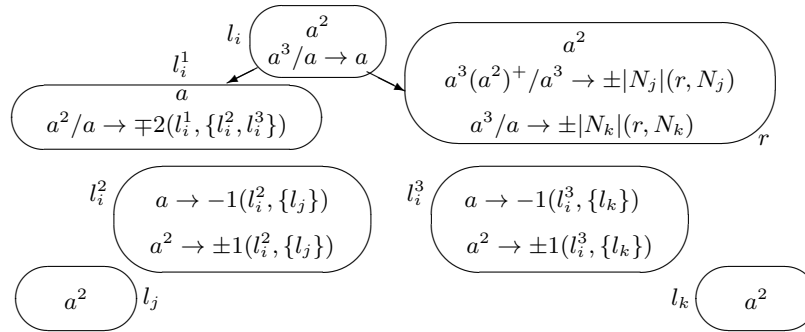 l_i
a^2
a^3/a → a
l_i^1
a
a^2/a → ∓2(l_i^1, {l_i^2, l_i^3})
a^2
a^3(a^2)^+/a^3 → ±|N_j|(r, N_j)
a^3/a → ±|N_k|(r, N_k)
r
l_i^2
a → −1(l_i^2, {l_j})
a^2 → ±1(l_i^2, {l_j})
l_i^3
a → −1(l_i^3, {l_k})
a^2 → ±1(l_i^3, {l_k})
a^2
l_j
l_k
a^2